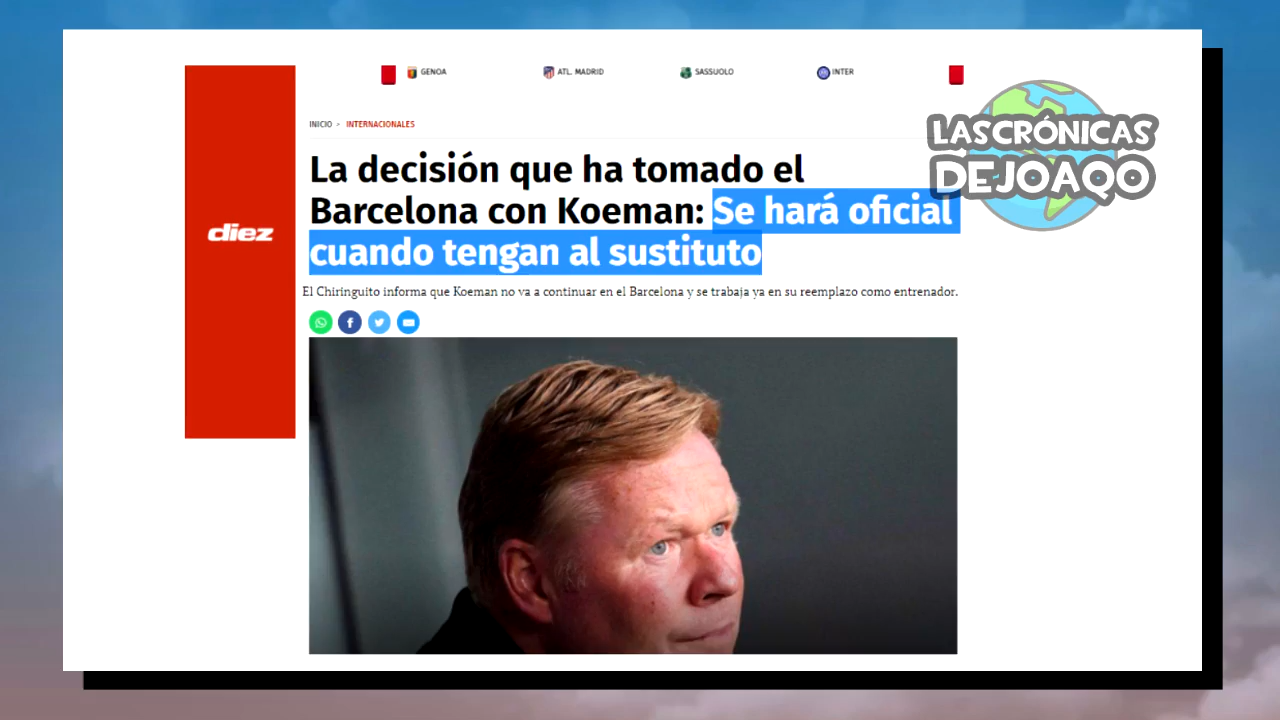 GENOA
ATL. MADRID
SASSUOLO
INTER
LAS CRÓNICAS
DE JOAQO
INICIO > INTERNACIONALES
La decisión que ha tomado el
Barcelona con Koeman: Se hará oficial
cuando tengan al sustituto
diez
El Chiringuito informa que Koeman no va a continuar en el Barcelona y se trabaja ya en su reemplazo como entrenador.